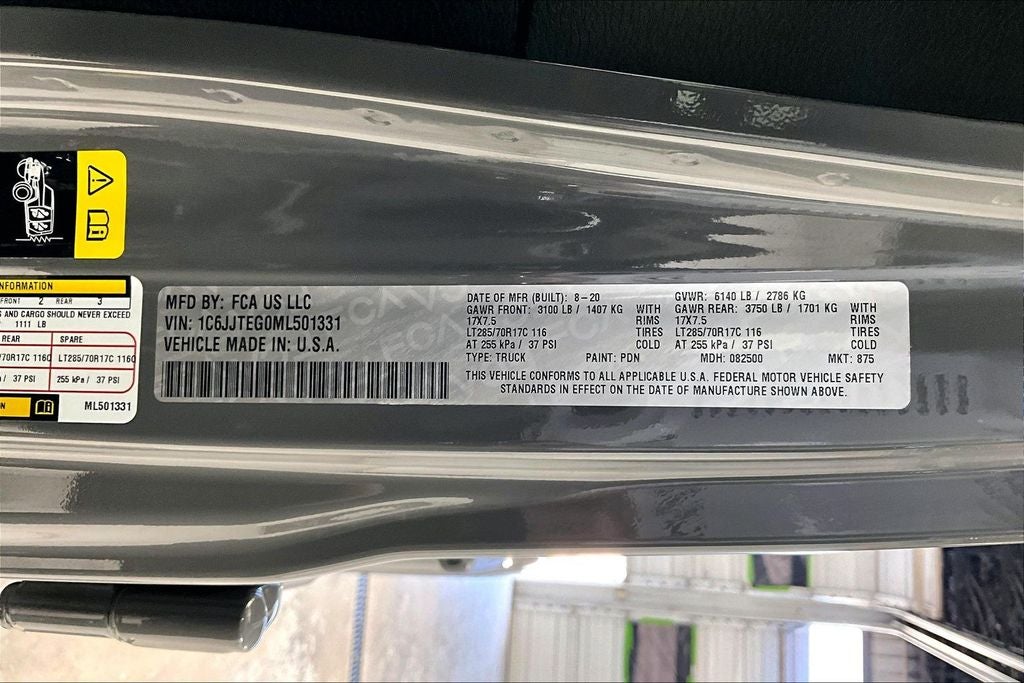 NFORMATION
FRONT 2 REAR 3
S AND CARGO SHOULD NEVER EXCEED
1111 LB
REAR SPARE
70R17C 116Q LT285/70R17C 116Q
/ 37 PSI 255 kPa / 37 PSI
N ML501331
MFD BY: FCA US LLC
VIN: 1C6JJTEG0ML501331
VEHICLE MADE IN: U.S.A.
DATE OF MFR (BUILT): 8-20 GVWR: 6140 LB / 2786 KG
GAWR FRONT: 3100 LB / 1407 KG WITH GAWR REAR: 3750 LB / 1701 KG WITH
17X7.5 RIMS 17X7.5 RIMS
LT285/70R17C 116 TIRES LT285/70R17C 116 TIRES
AT 255 kPa / 37 PSI COLD AT 255 kPa / 37 PSI COLD
TYPE: TRUCK PAINT: PDN MDH: 082500 MKT: 875
THIS VEHICLE CONFORMS TO ALL APPLICABLE U.S.A. FEDERAL MOTOR VEHICLE SAFETY
STANDARDS IN EFFECT ON THE DATE OF MANUFACTURE SHOWN ABOVE.